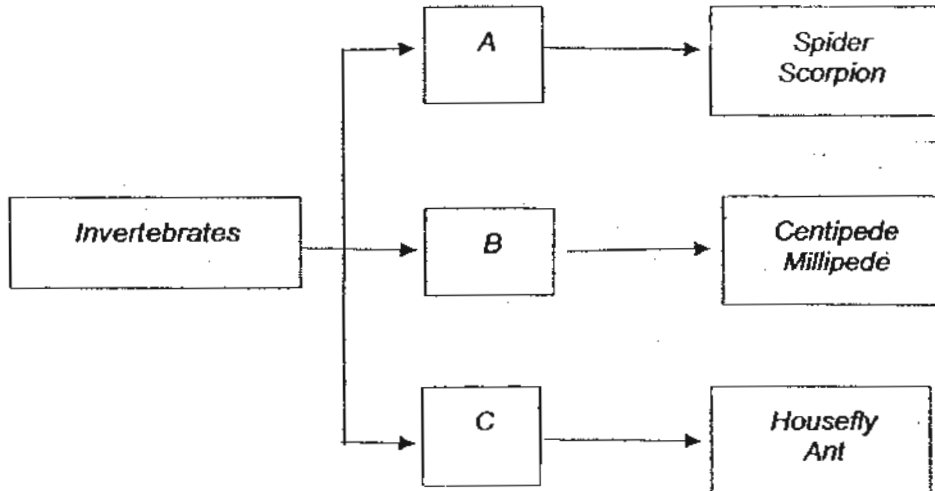 A
Spider
Scorpion
Invertebrates
B
Centipede
Millipede
C
Housefly
Ant